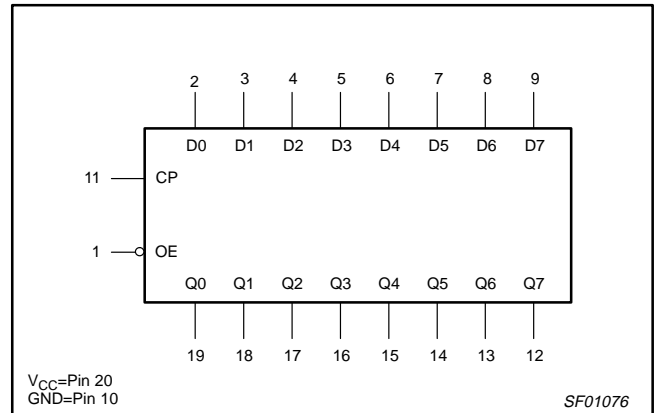 2 3 4 5 6 7 8 9
D0 D1 D2 D3 D4 D5 D6 D7
11 CP
1 OE
Q0 Q1 Q2 Q3 Q4 Q5 Q6 Q7
19 18 17 16 15 14 13 12
VCC=Pin 20
GND=Pin 10
SF01076